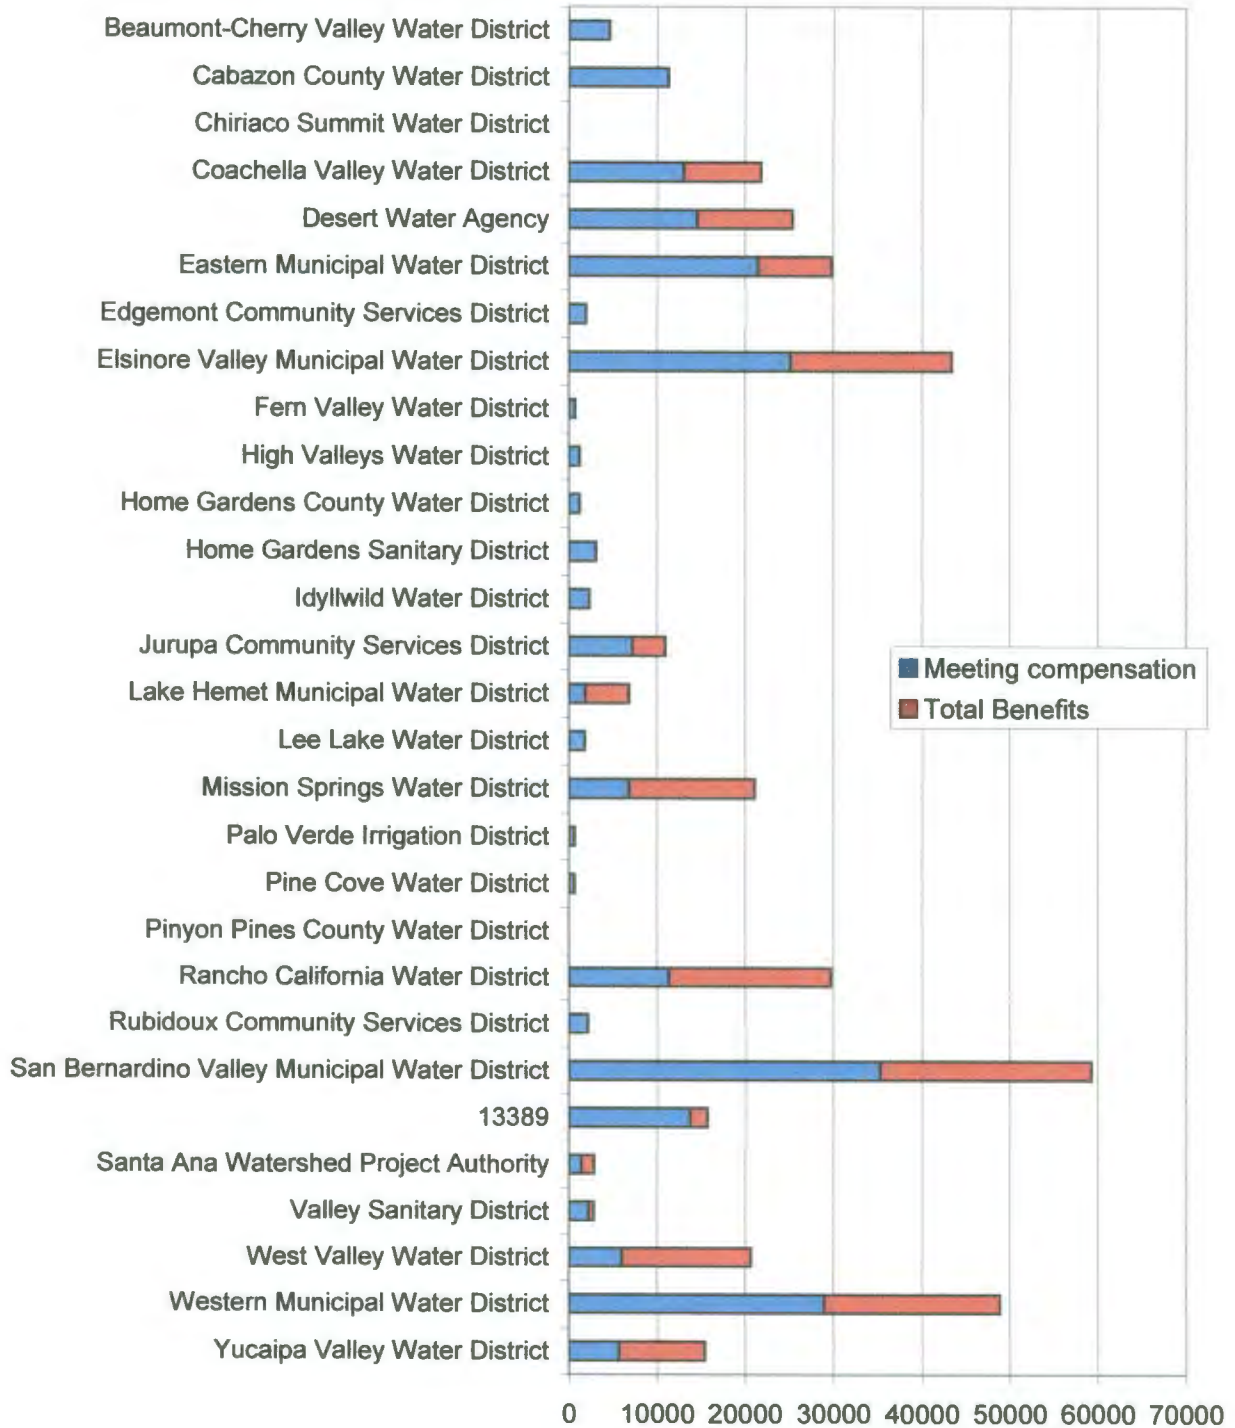 Beaumont-Cherry Valley Water District
Cabazon County Water District
Chiriaco Summit Water District
Coachella Valley Water District
Desert Water Agency
Eastern Municipal Water District
Edgemont Community Services District
Elsinore Valley Municipal Water District
Fern Valley Water District
High Valleys Water District
Home Gardens County Water District
Home Gardens Sanitary District
Idyllwild Water District
Jurupa Community Services District
Lake Hemet Municipal Water District
Lee Lake Water District
Mission Springs Water District
Palo Verde Irrigation District
Pine Cove Water District
Pinyon Pines County Water District
Rancho California Water District
Rubidoux Community Services District
San Bernardino Valley Municipal Water District
13389
Santa Ana Watershed Project Authority
Valley Sanitary District
West Valley Water District
Western Municipal Water District
Yucaipa Valley Water District
Meeting compensation
Total Benefits
0 10000 20000 30000 40000 50000 60000 70000